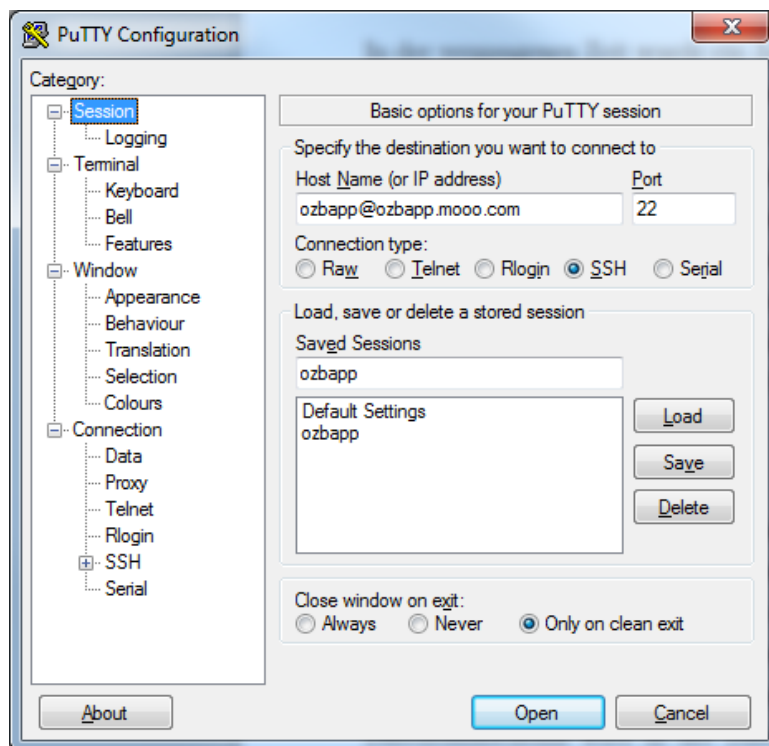 PuTTY Configuration
Category:
Session
Logging
Terminal
Keyboard
Bell
Features
Window
Appearance
Behaviour
Translation
Selection
Colours
Connection
Data
Proxy
Telnet
Rlogin
SSH
Serial
Basic options for your PuTTY session
Specify the destination you want to connect to
Host Name (or IP address) Port
ozbapp@ozbapp.mooo.com 22
Connection type:
Raw Telnet Rlogin SSH Serial
Load, save or delete a stored session
Saved Sessions
ozbapp
Default Settings
ozbapp
Load
Save
Delete
Close window on exit:
Always Never Only on clean exit
About Open Cancel